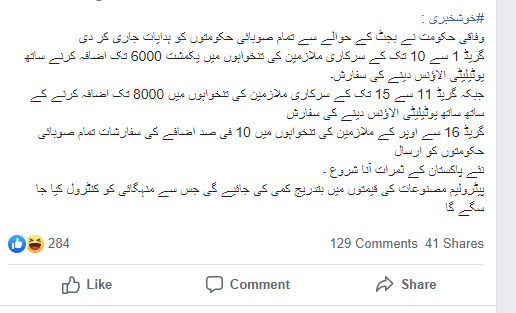 #خوشخبری :
وفاقی حکومت نے بجٹ کے حوالے سے تمام صوبائی حکومتوں کو ہدایات جاری کر دی
گریڈ 1 سے 10 تک کے سرکاری ملازمین کی تنخواہوں میں یکمشت 6000 تک اضافہ کرنے ساتھ
یوٹیلیٹی الاؤنس دینے کی سفارش۔
جبکہ گریڈ 11 سے 15 تک کے سرکاری ملازمین کی تنخواہوں میں 8000 تک اضافہ کرنے کے
ساتھ ساتھ یوٹیلیٹی الاؤنس دینے کی سفارش
گریڈ 16 سے اوپر کے ملازمین کی تنخواہوں میں 10 فی صد اضافے کی سفارشات تمام صوبائی
حکومتوں کو ارسال
نئے پاکستان کے ثمرات آنا شروع ۔
پیٹرولیم مصنوعات کی قیمتوں میں بتدریج کمی کی جائیے گی جس سے منہگائی کو کنٹرول کیا جا
سکے گا
284 129 Comments 41 Shares
Like Comment Share